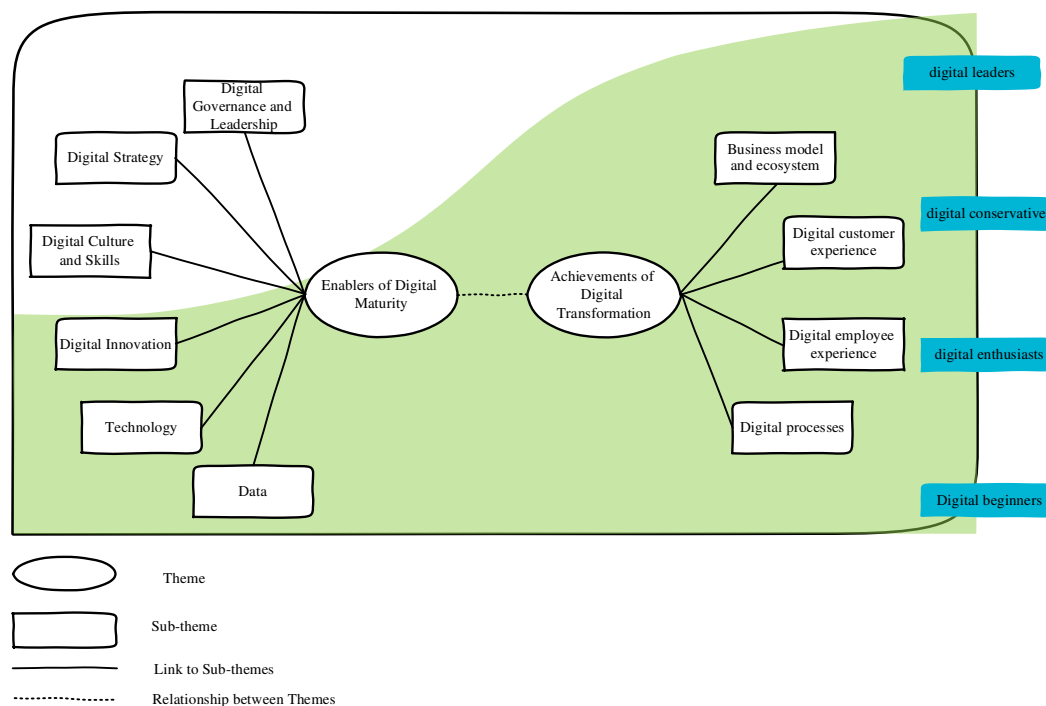 digital leaders
Digital
Governance and
Leadership
Digital Strategy
Business model
and ecosystem
digital conservative
Digital Culture
and Skills
Digital customer
experience
Enablers of Digital
Maturity
Achievements of
Digital
Transformation
Digital Innovation
Digital employee
experience
digital enthusiasts
Technology
Digital processes
Data
Digital beginners
Theme
Sub-theme
Link to Sub-themes
Relationship between Themes